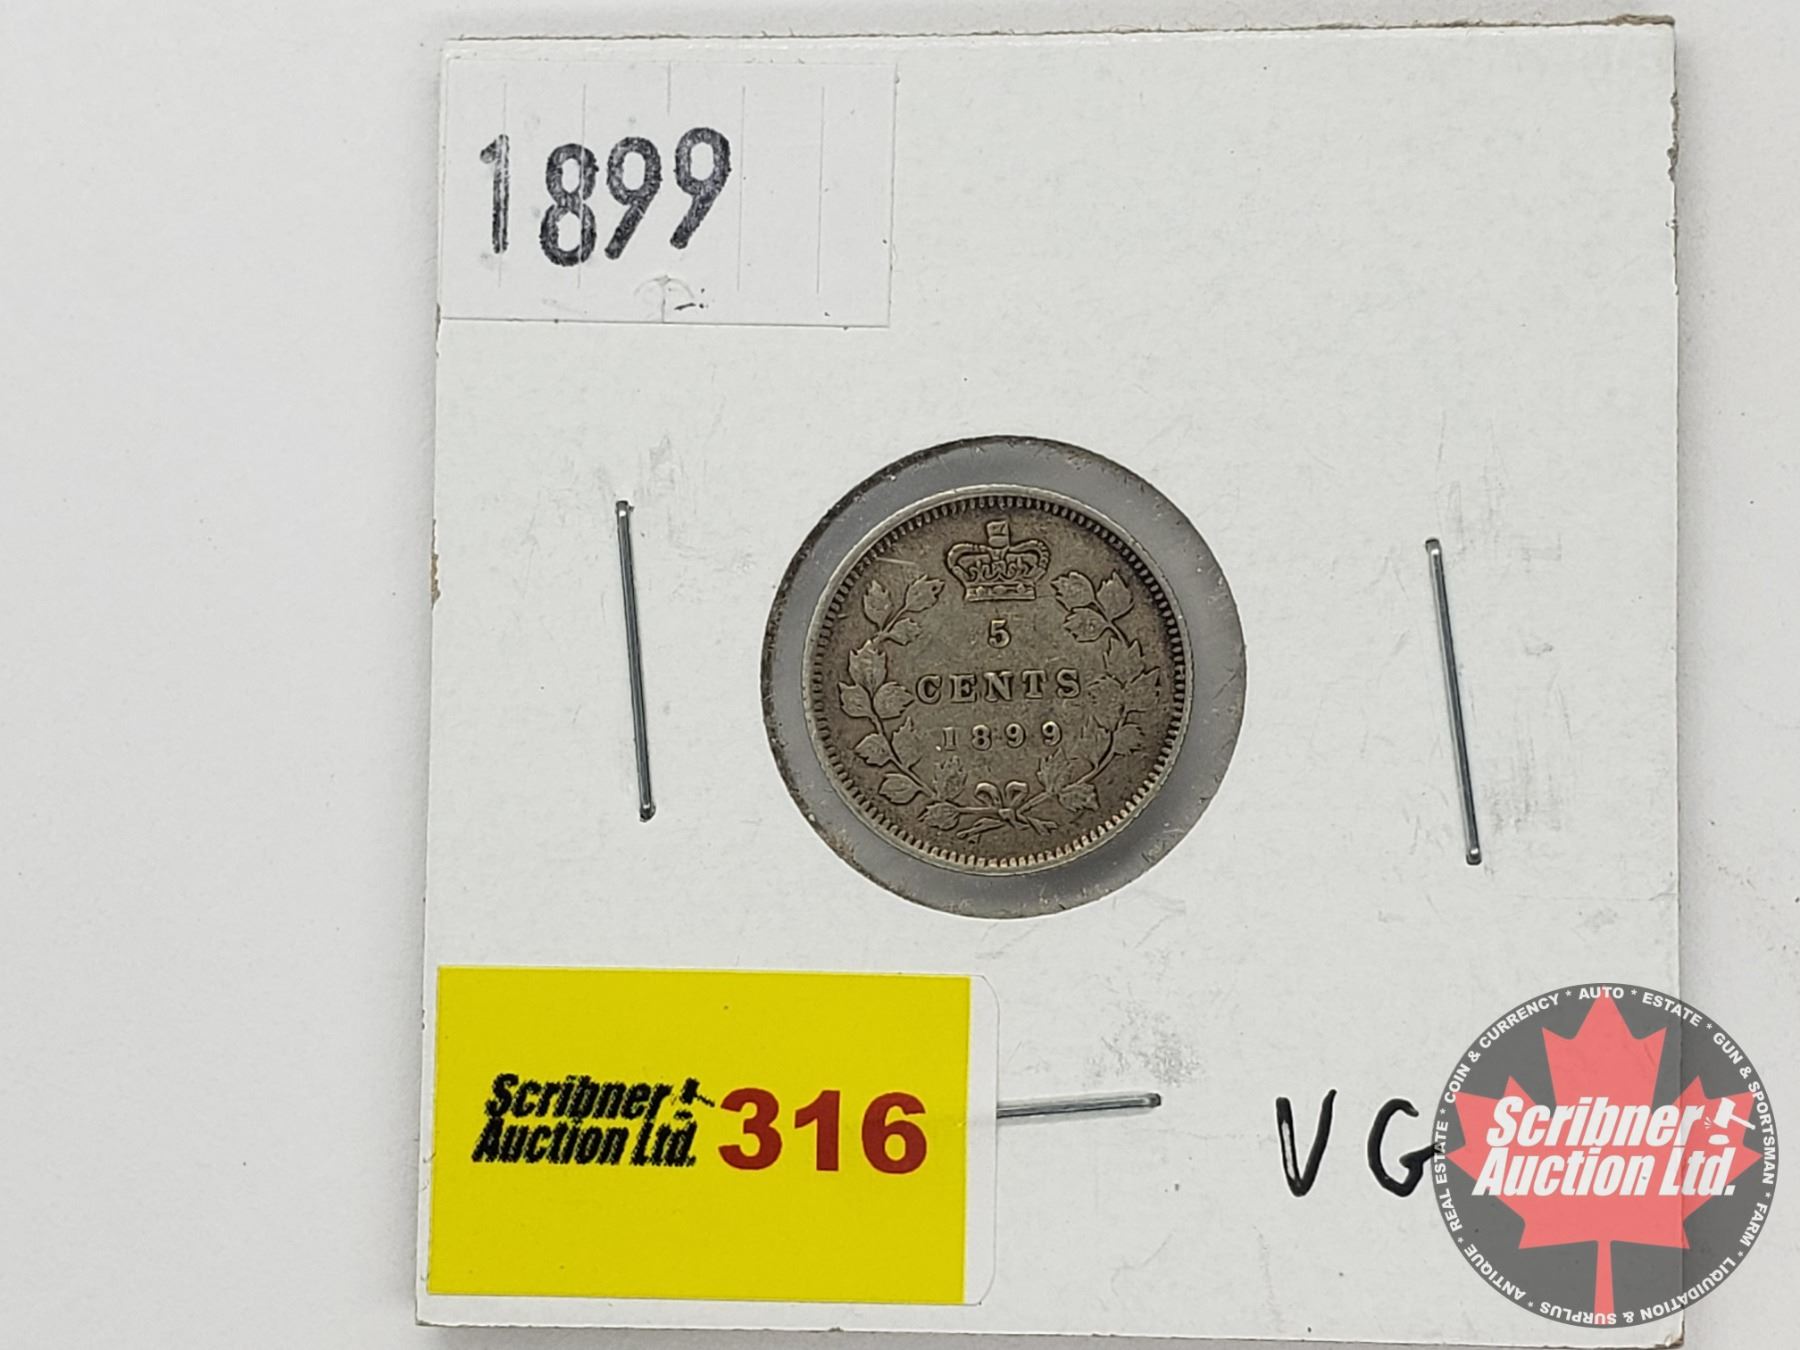 1899
5
CENTS
1899
Scribner
Auction Ltd.
316
VG
COIN & CURRENCY * AUTO * ESTATE * GUN & SPORTSMAN * FARM * LIQUIDATION & SURPLUS * ANTIQUE * REAL ESTATE *
Scribner
Auction Ltd.